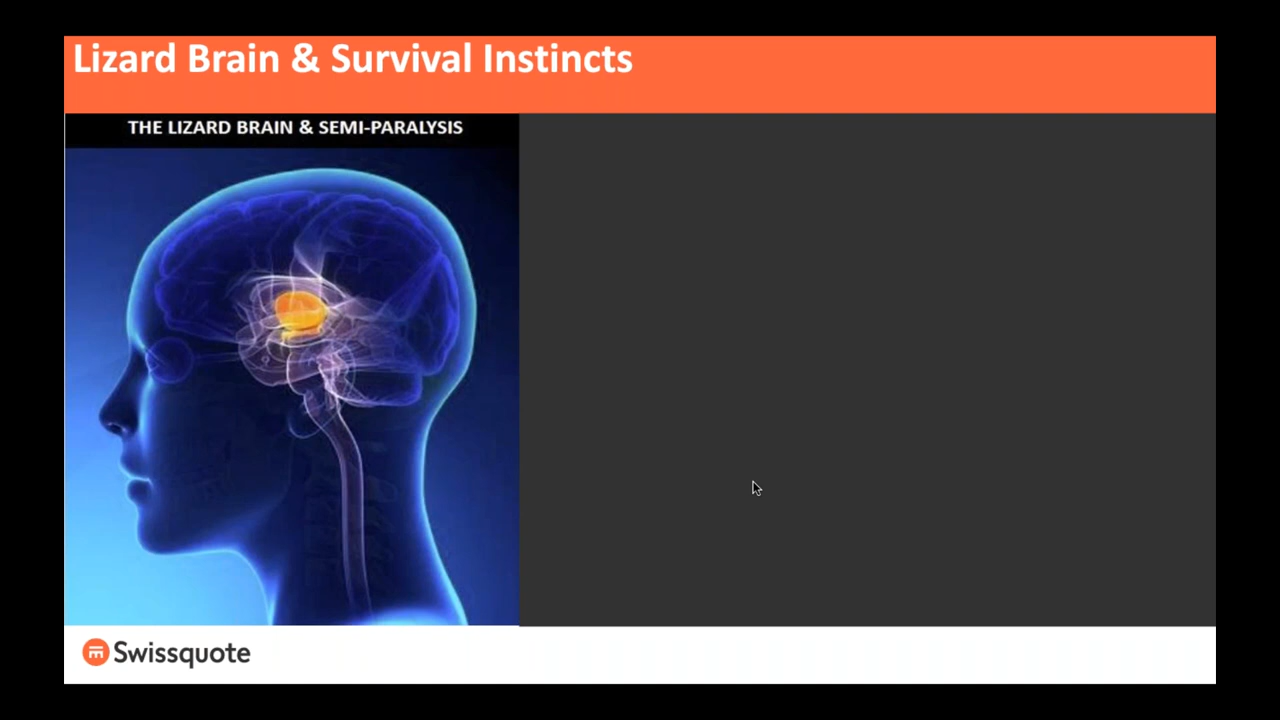 Lizard Brain & Survival Instincts
THE LIZARD BRAIN & SEMI-PARALYSIS
Swissquote